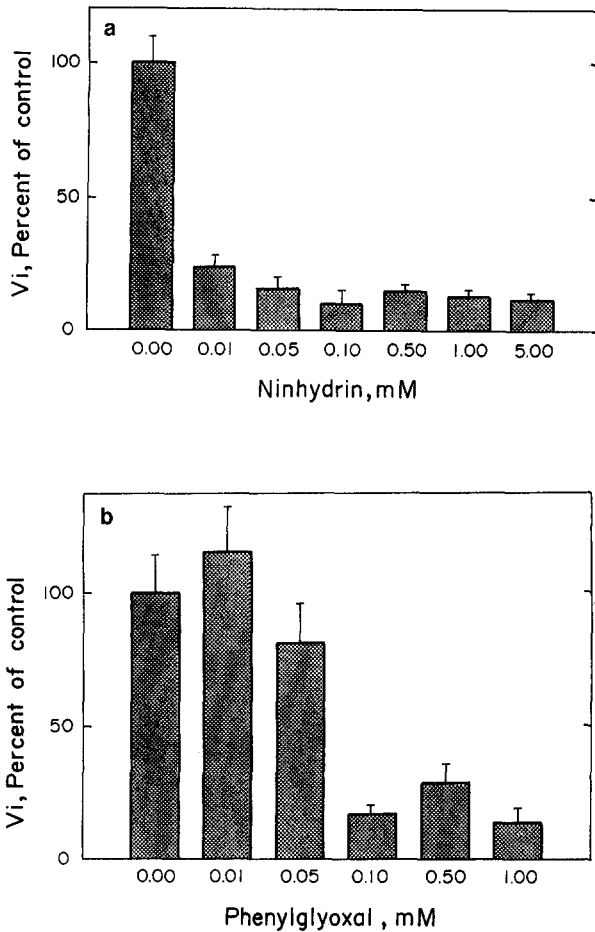 a
Vi, Percent of control
100
50
0
0.00 0.01 0.05 0.10 0.50 1.00 5.00
Ninhydrin, mM
b
Vi, Percent of control
100
50
0
0.00 0.01 0.05 0.10 0.50 1.00
Phenylglyoxal, mM